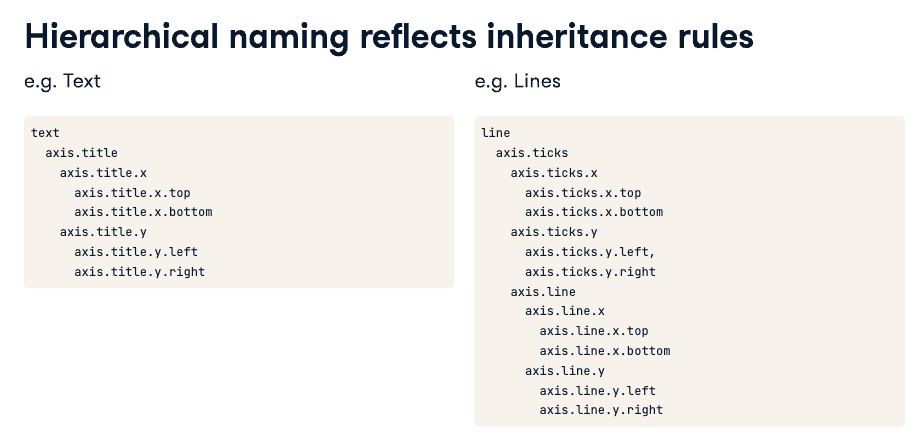 Hierarchical naming reflects inheritance rules
e.g. Text
text
axis.title
axis.title.x
axis.title.x.top
axis.title.x.bottom
axis.title.y
axis.title.y.left
axis.title.y.right
e.g. Lines
line
axis.ticks
axis.ticks.x
axis.ticks.x.top
axis.ticks.x.bottom
axis.ticks.y
axis.ticks.y.left,
axis.ticks.y.right
axis.line
axis.line.x
axis.line.x.top
axis.line.x.bottom
axis.line.y
axis.line.y.left
axis.line.y.right